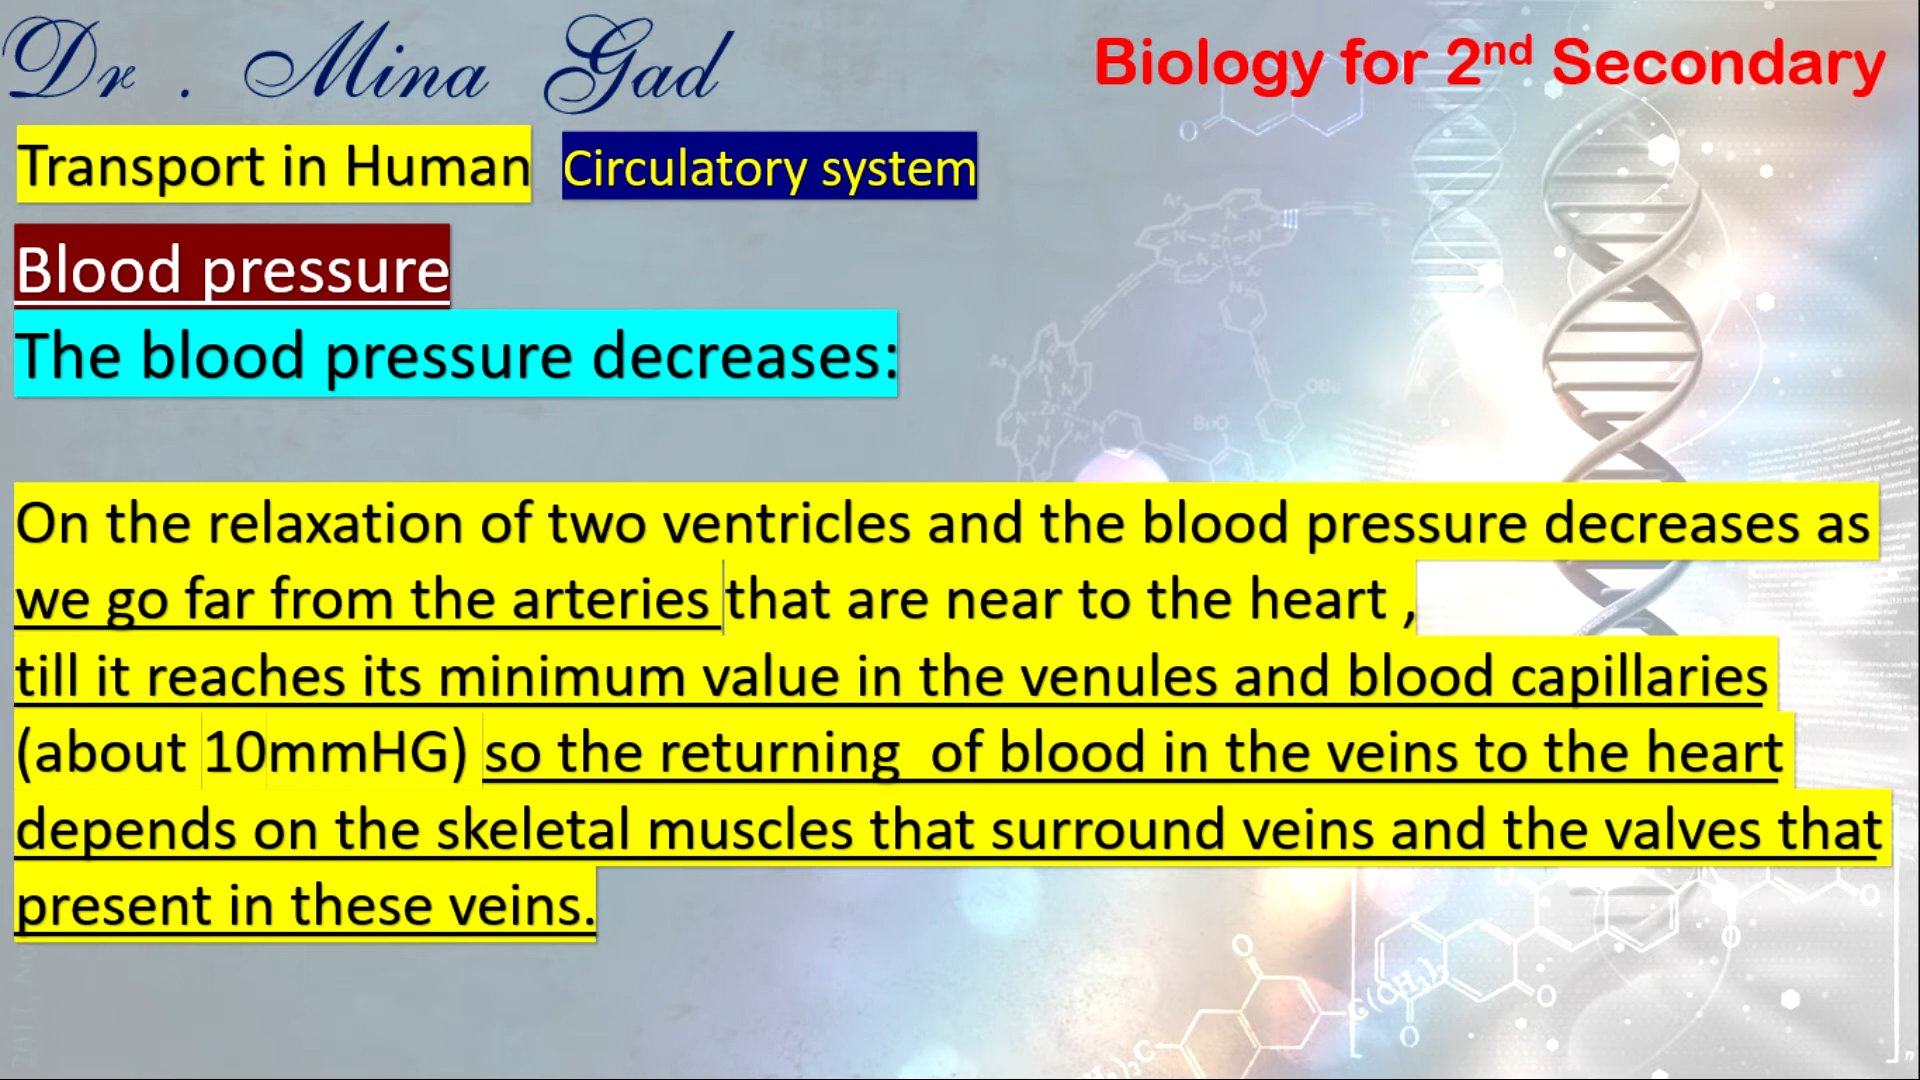 Dr . Mina Gad
Biology for 2nd Secondary
Transport in Human
Circulatory system
Blood pressure
The blood pressure decreases:
On the relaxation of two ventricles and the blood pressure decreases as
we go far from the arteries that are near to the heart ,
till it reaches its minimum value in the venules and blood capillaries
(about 10mmHG) so the returning  of blood in the veins to the heart
depends on the skeletal muscles that surround veins and the valves that
present in these veins.